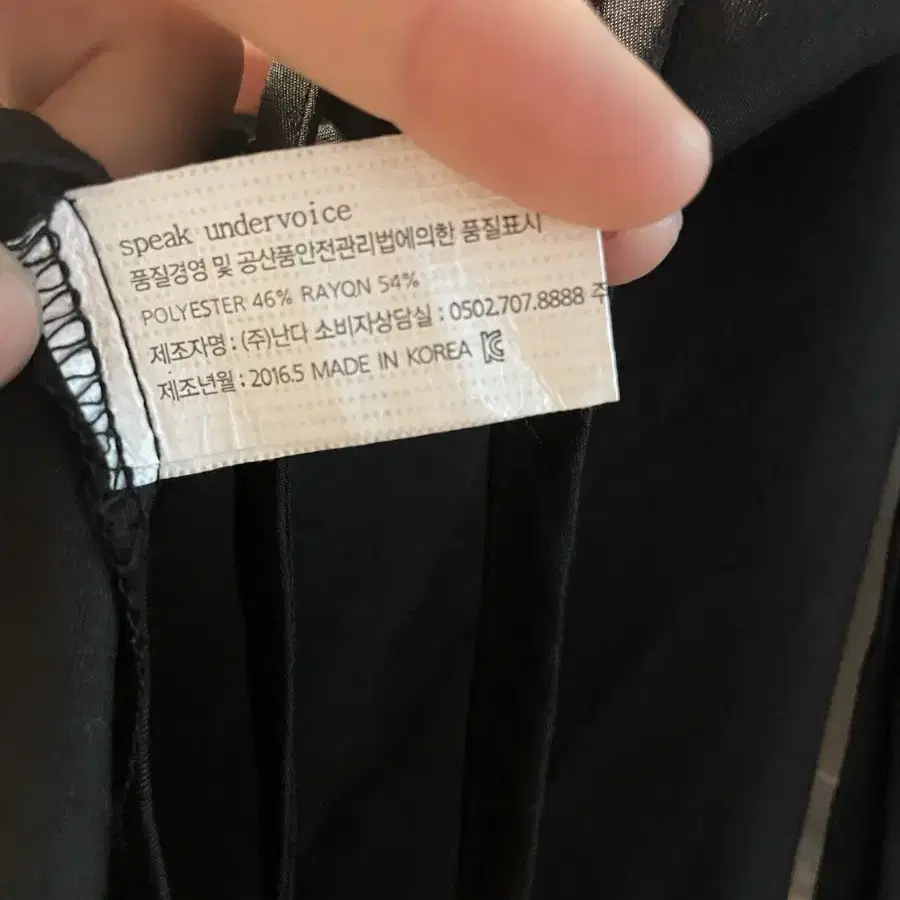 speak undervoice
품질경영 및 공산품안전관리법에의한 품질표시
POLYESTER 46% RAYON 54%
제조자명 : (주)난다 소비자상담실 : 0502.707.8888 주
제조년월 : 2016.5 MADE IN KOREA